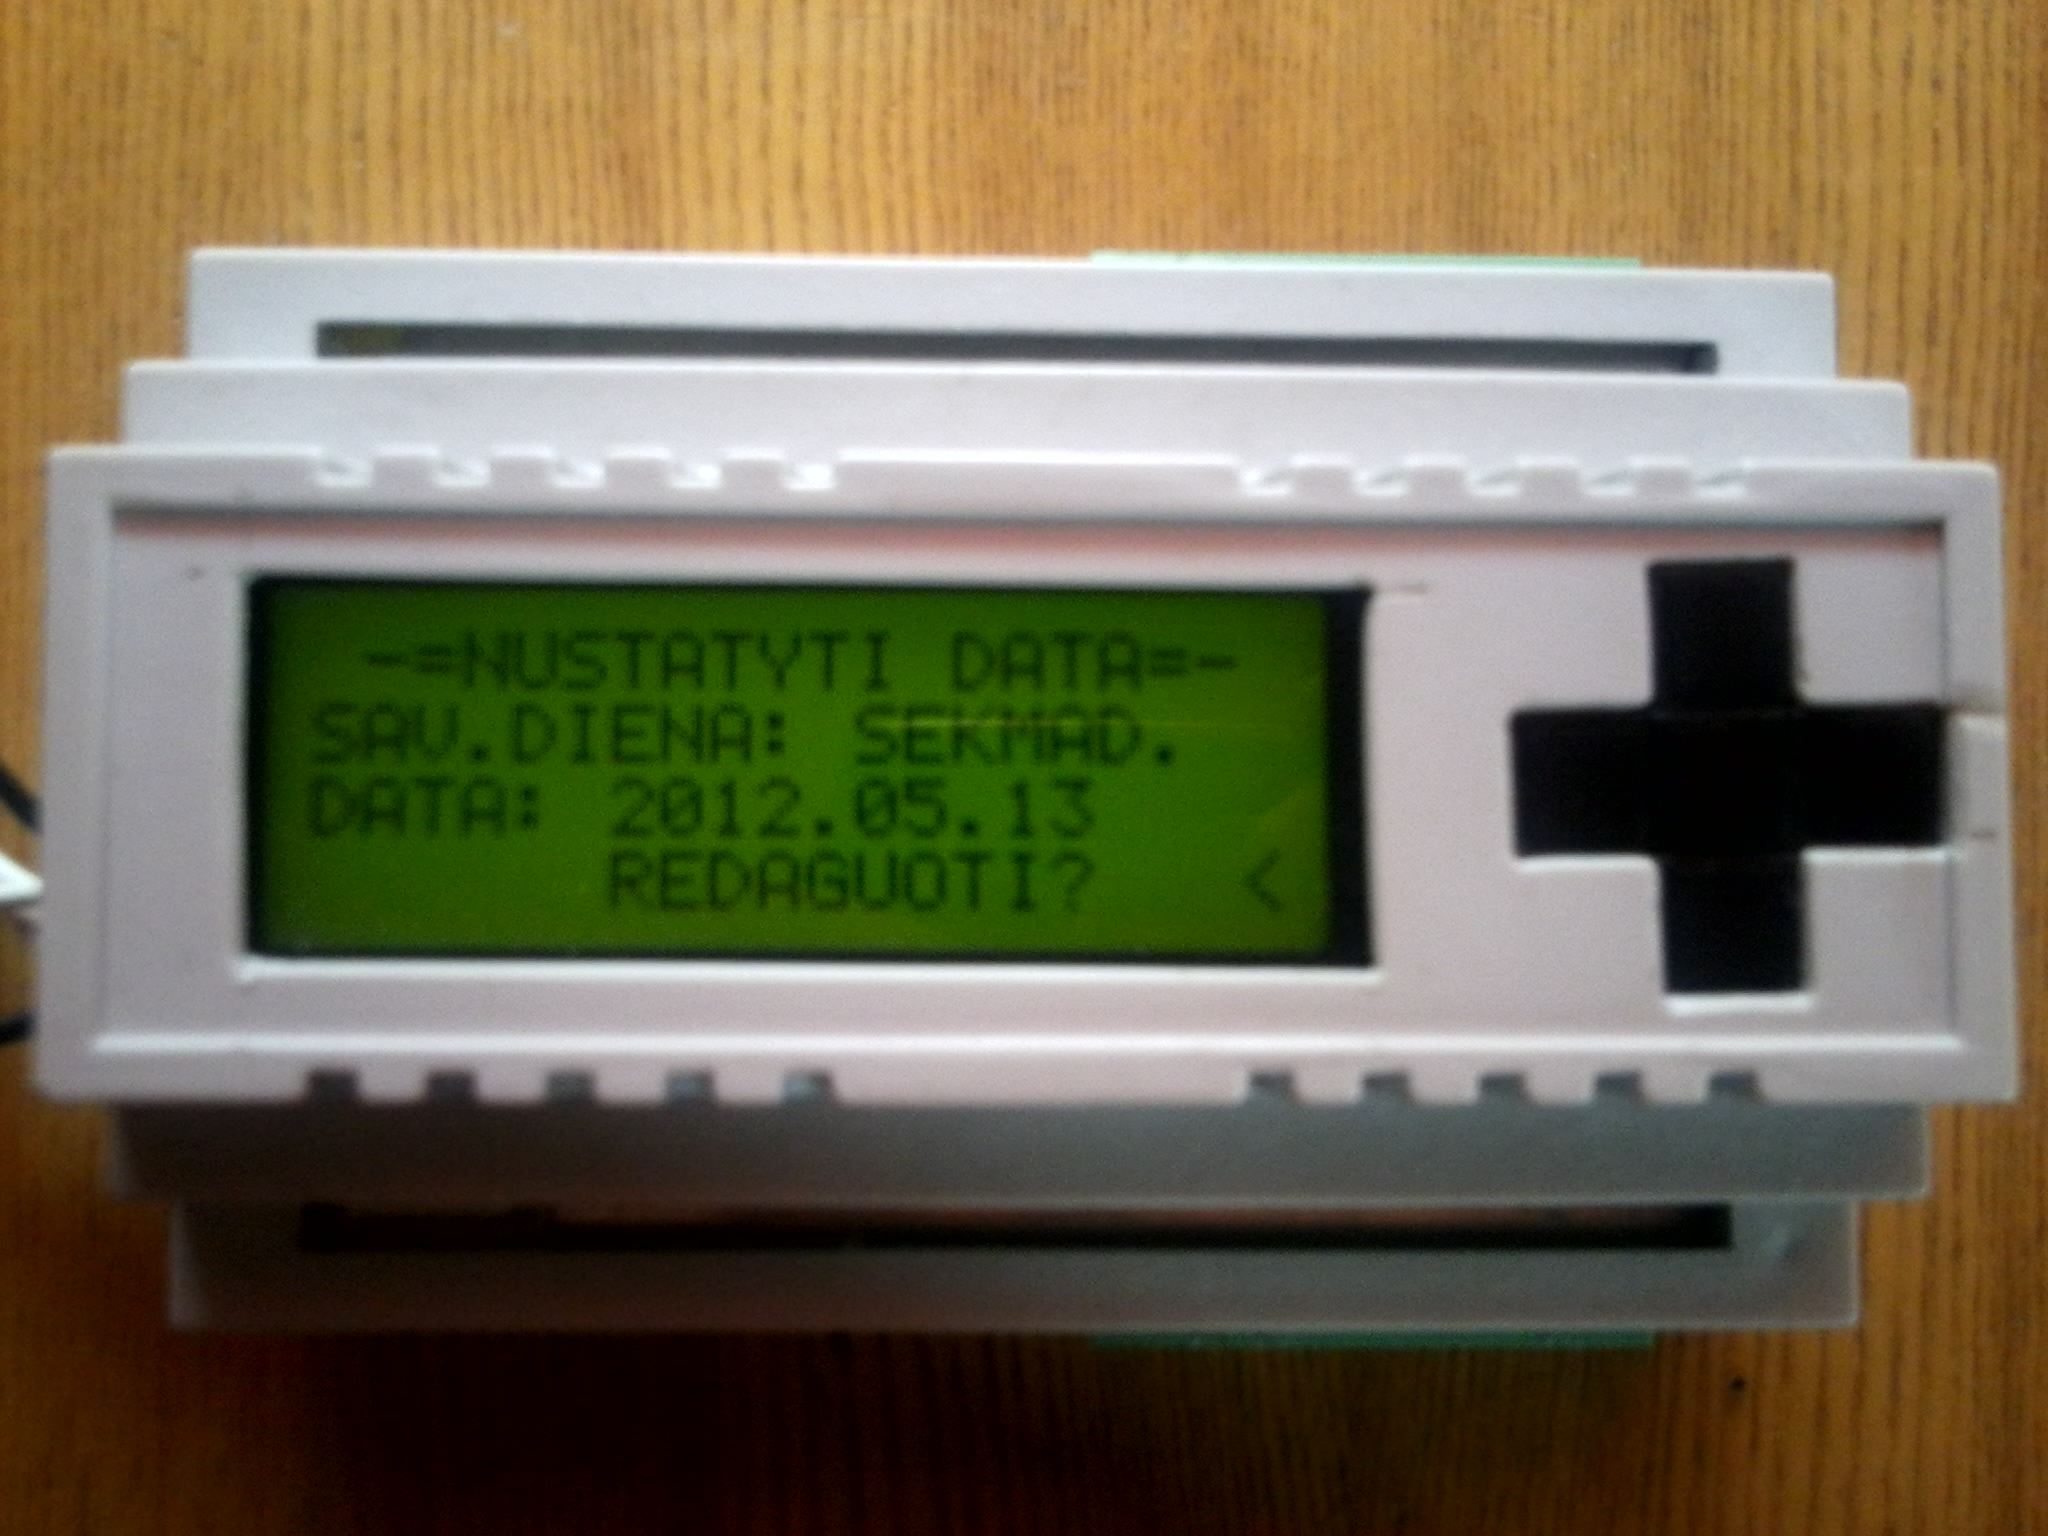 -=NUSTATYTI DATA=-
SAV.DIENA: SEKMAD.
DATA: 2012.05.13
REDAGUOTI? <